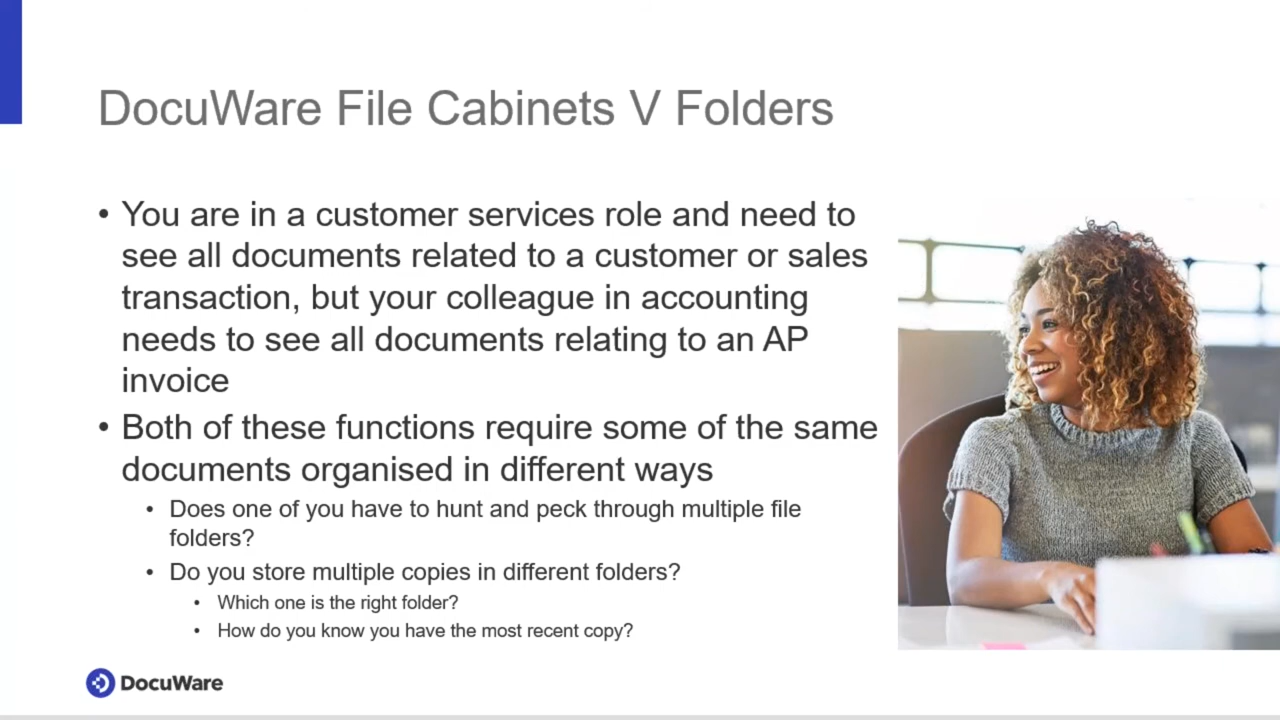 DocuWare File Cabinets V Folders
• You are in a customer services role and need to
see all documents related to a customer or sales
transaction, but your colleague in accounting
needs to see all documents relating to an AP
invoice
• Both of these functions require some of the same
documents organised in different ways
• Does one of you have to hunt and peck through multiple file
folders?
• Do you store multiple copies in different folders?
• Which one is the right folder?
• How do you know you have the most recent copy?
DocuWare